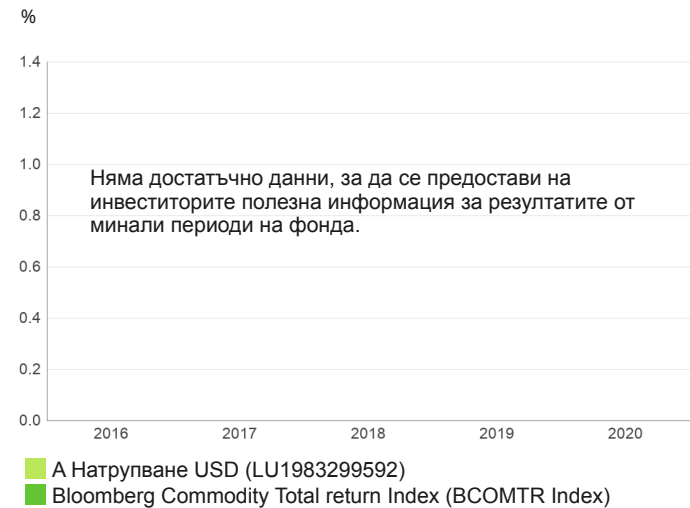 %
1.4
1.2
1.0
Няма достатъчно данни, за да се предостави на
инвеститорите полезна информация за резултатите от
минали периоди на фонда.
0.8
0.6
0.4
0.2
0.0
2016 2017 2018 2019 2020
А Натрупване USD (LU1983299592)
Bloomberg Commodity Total return Index (BCOMTR Index)